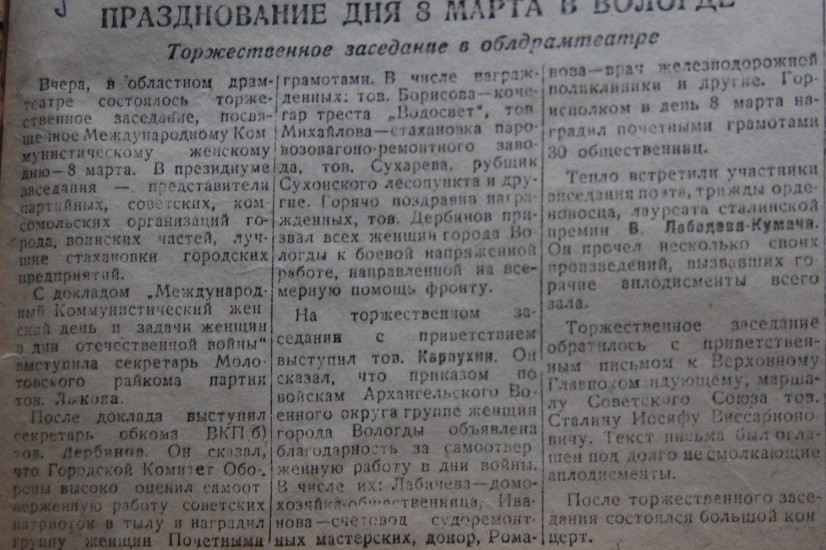 ПРАЗДНОВАНИЕ ДНЯ 8 МАРТА В ВОЛОГДЕ
Торжественное заседание в облдрамтеатре
Вчера, в областном драм-
театре состоялось торже-
ственное заседание, посвя-
щенное Международному Ком
мунистическому женскому
дню—8 марта. В президиуме
заседания — представители
партийных, советских, ком-
сомольских организаций го-
рода, воинских частей, луч-
шие стахановки городских
предприятий.
С докладом „Международ-
ный Коммунистический жен
ский день и задачи женщин
в дни отечественной войны"
выступила секретарь Моло-
товского райкома партии
тов. Лыкова.
После доклада выступил
секретарь обкома ВКП(б)
тов. Дербинов. Он сказал,
что Городской Комитет Обо-
роны высоко оценил самоот
верженную работу советских
патриоток в тылу и наградил
группу женщин Почетными
грамотами. В числе награж-
денных: тов. Борисова—коче-
гар треста „Водосвет", тов
Михайлова—стахановка паро-
возовагоно-ремонтного заво-
да, тов. Сухарева, рубщик
Сухонского лесопункта и дру-
гие. Горячо поздравив награ-
жденных, тов. Дербинов при-
звал всех женщин города Во-
логды к боевой напряженной
работе, направленной на все-
мерную помощь фронту.
На торжественном за-
седании с приветствием
выступил тов. Карпухин. Он
сказал, что приказом по
войскам Архангельского Во-
енного округа группе женщин
города Вологды объявлена
благодарность за самоотвер
женную работу в дни войны.
В числе их: Лабичева—домо-
хозяйка-общественница, Ива-
нова—счетовод судоремонт-
ных мастерских, донор, Рома-
нова—врач железнодорожной
поликлиники и другие. Гор-
исполком в день 8 марта на-
градил почетными грамотами
30 общественниц.
Тепло встретили участники
заседания поэта, трижды орде-
ноносца, лауреата сталинской
премии В. Лебедева-Кумача.
Он прочел несколько своих
произведений, вызвавших го-
рячие аплодисменты всего
зала.
Торжественное заседание
обратилось с приветствен-
ным письмом к Верховному
Главнокомандующему, марша-
лу Советского Союза тов.
Сталину Иосифу Виссарионо-
вичу. Текст письма был огла-
шен под долго не смолкающие
аплодисменты.
После торжественного засе-
дания состоялся большой кон
церт.